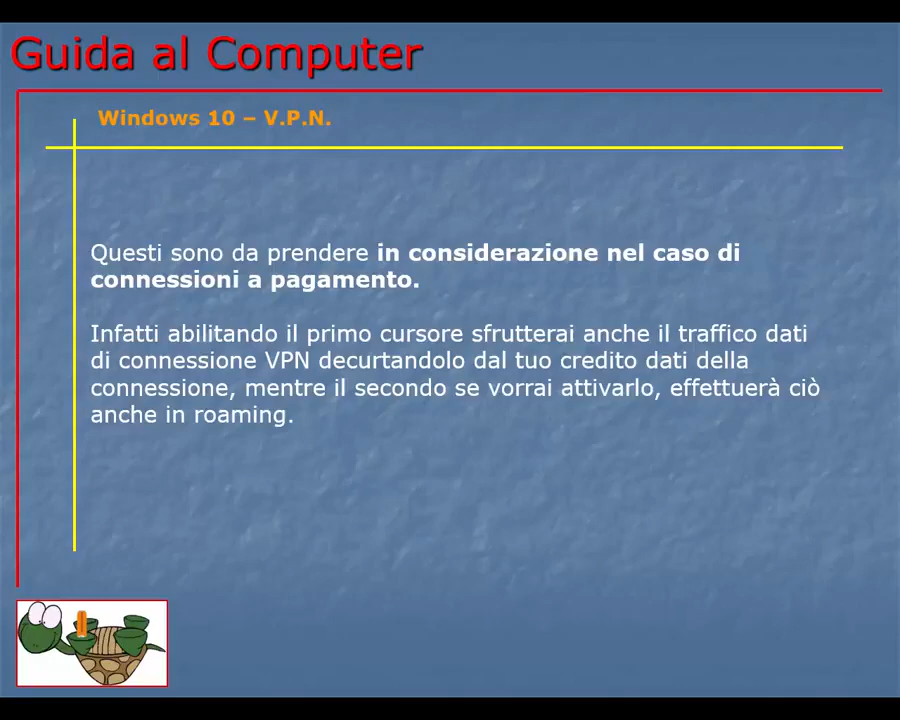 Guida al Computer
Windows 10 – V.P.N.
Questi sono da prendere in considerazione nel caso di
connessioni a pagamento.
Infatti abilitando il primo cursore sfrutterai anche il traffico dati
di connessione VPN decurtandolo dal tuo credito dati della
connessione, mentre il secondo se vorrai attivarlo, effettuerà ciò
anche in roaming.